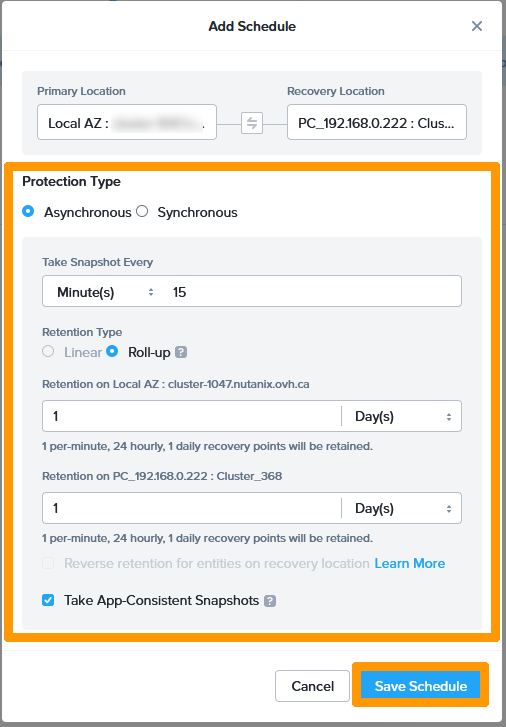 Add Schedule
Primary Location
Recovery Location
Local AZ :
PC_192.168.0.222 : Clus...
Protection Type
Asynchronous
Synchronous
Take Snapshot Every
Minute(s)
15
Retention Type
Linear
Roll-up ?
Retention on Local AZ : cluster-1047.nutanix.ovh.ca
1
Day(s)
1 per-minute, 24 hourly, 1 daily recovery points will be retained.
Retention on PC_192.168.0.222 : Cluster_368
1
Day(s)
1 per-minute, 24 hourly, 1 daily recovery points will be retained.
Reverse retention for entities on recovery location Learn More
Take App-Consistent Snapshots ?
Cancel
Save Schedule